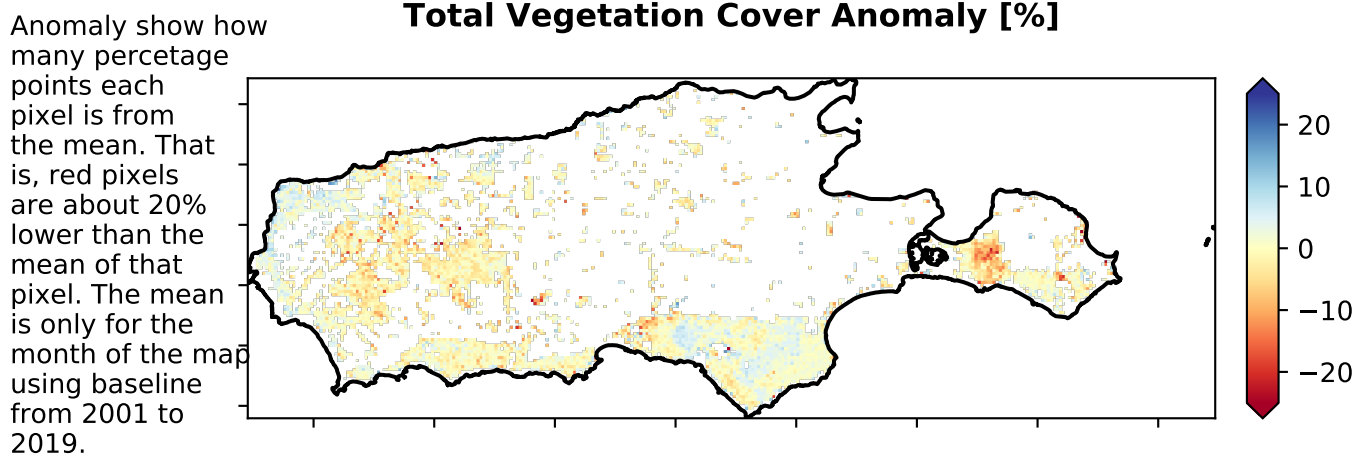 Total Vegetation Cover Anomaly [%]
Anomaly show how
many percetage
points each
pixel is from
the mean. That
is, red pixels
are about 20%
lower than the
mean of that
pixel. The mean
is only for the
month of the map
using baseline
from 2001 to
2019.
20
10
0
−10
−20